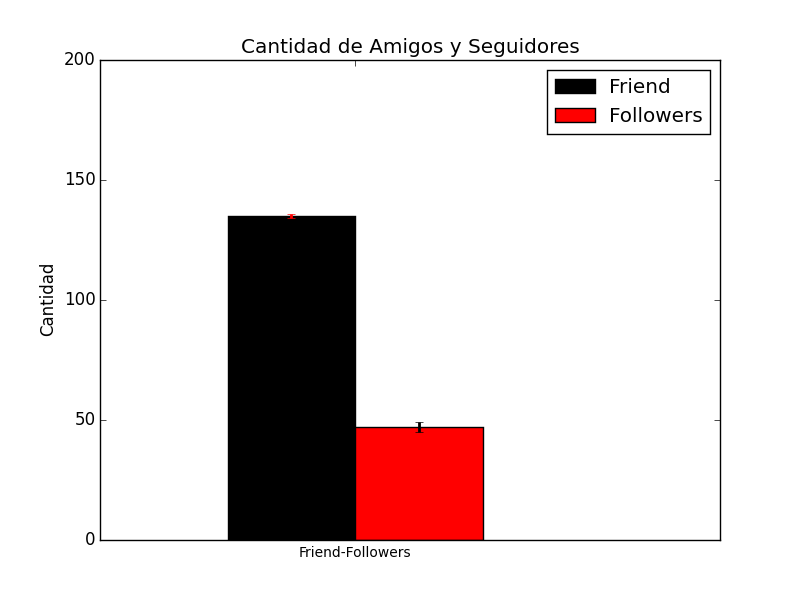 Cantidad de Amigos y Seguidores
200
150
100
50
0
Cantidad
Friend
Followers
Friend-Followers